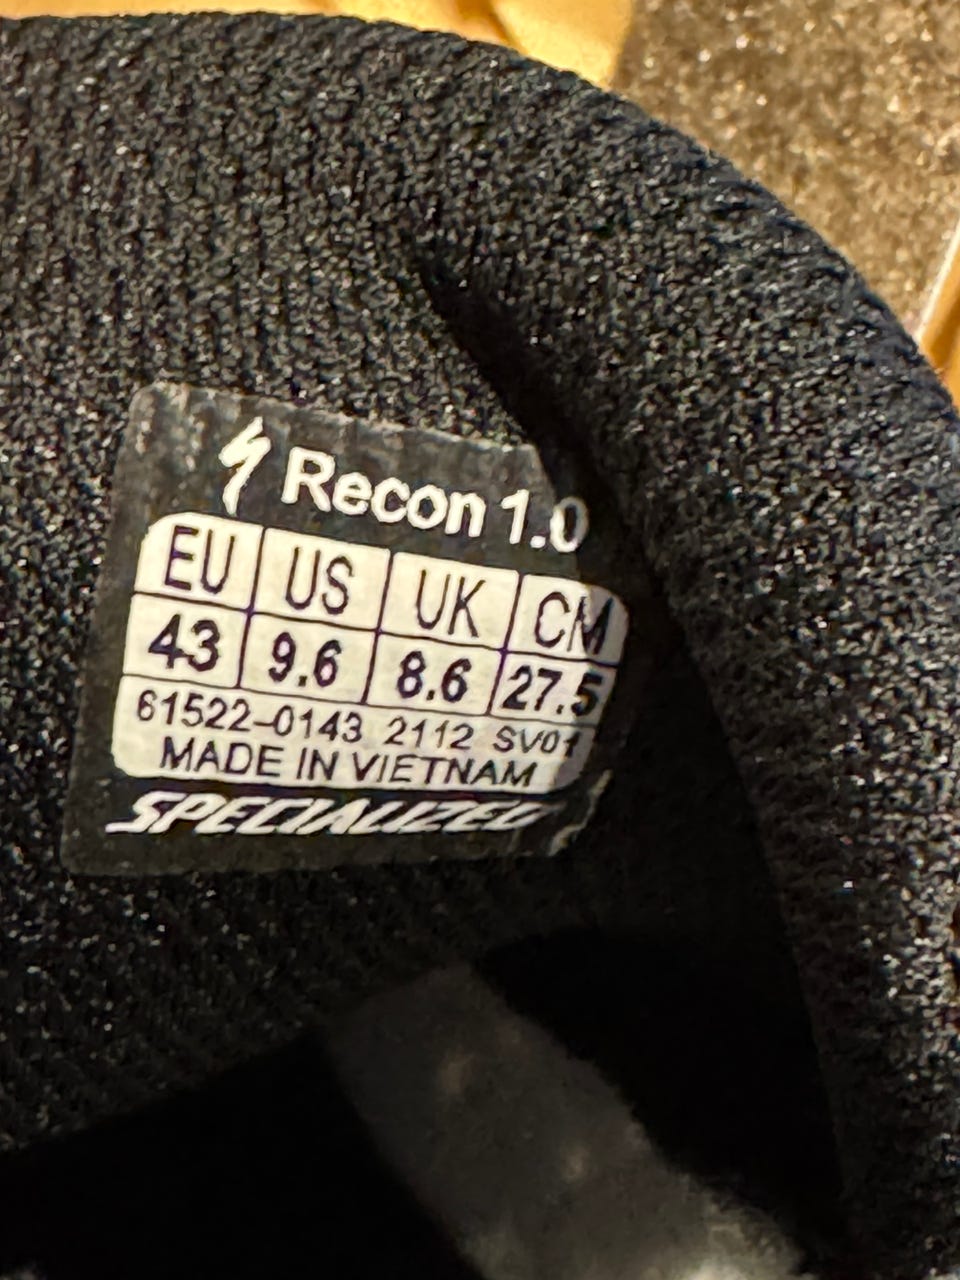 Recon 1.0
EU US UK CM
43 9.6 8.6 27.5
61522-0143 2112 SV01
MADE IN VIETNAM
SPECIALIZED